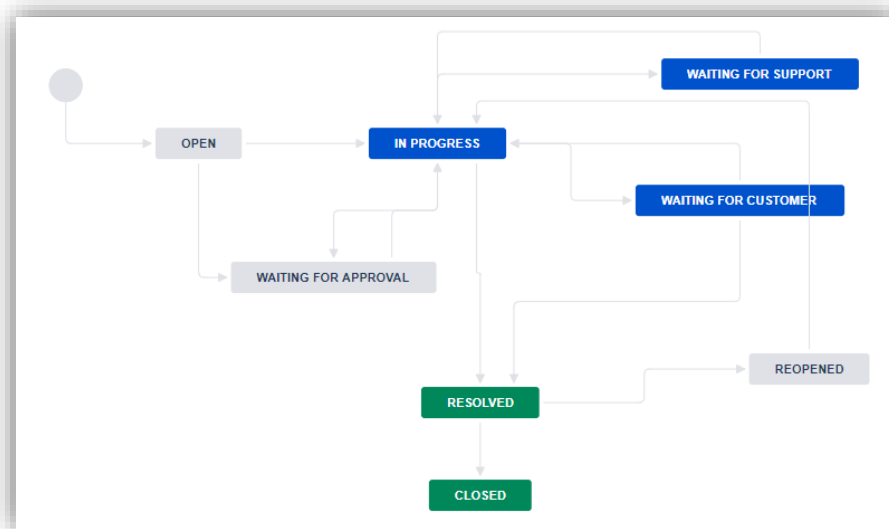 WAITING FOR SUPPORT
OPEN
IN PROGRESS
WAITING FOR CUSTOMER
WAITING FOR APPROVAL
REOPENED
RESOLVED
CLOSED